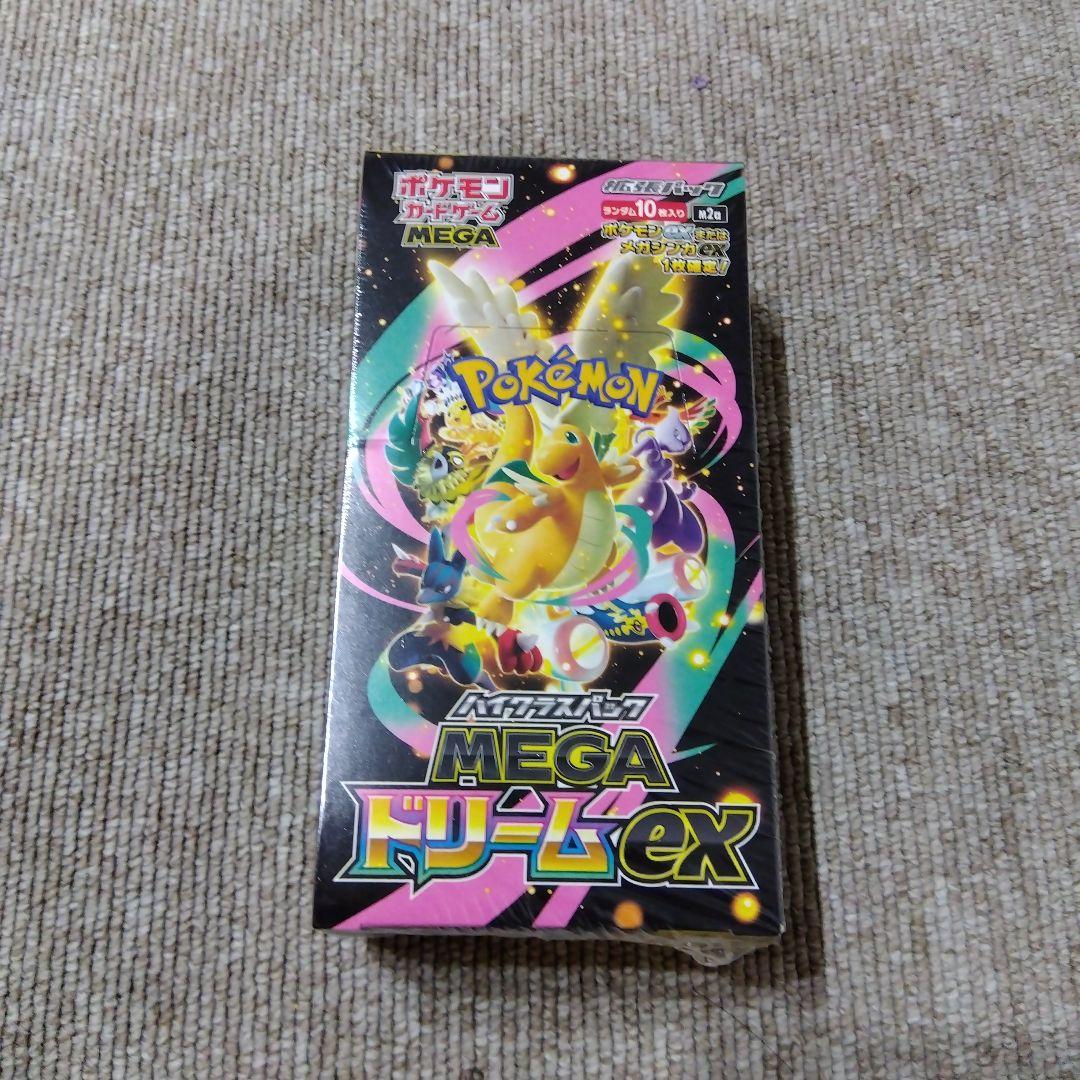 ポケモン
カードゲーム
MEGA
拡張パック
ランダム10枚入り M2a
ポケモンexまたは
メガシンカex
1枚確定!
POKéMON
ハイクラスパック
MEGA
ドリームex